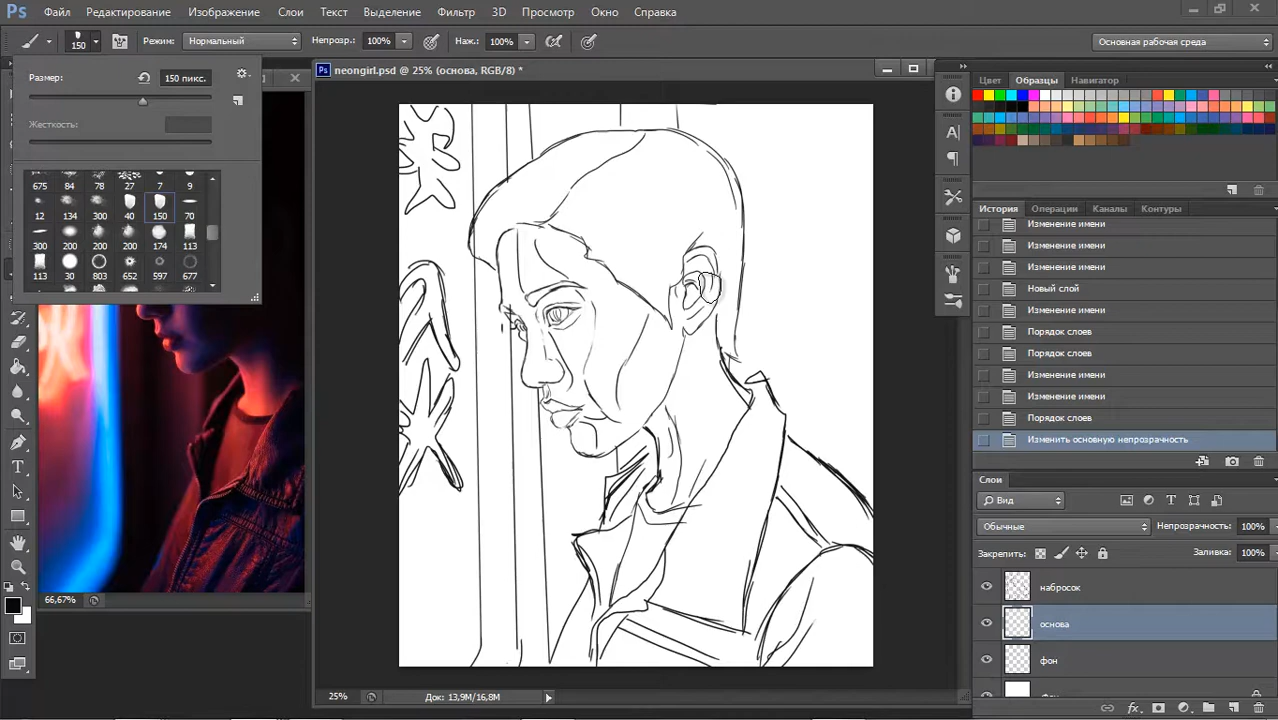 Ps Файл Редактирование Изображение Слои Текст Выделение Фильтр 3D Просмотр Окно Справка
150 Режим: Нормальный Непрозр.: 100% Наж.: 100% Основная рабочая среда
Размер: 150 пикс.
Жесткость:
675 84 78 27 7 9
12 134 300 40 150 70
300 200 200 200 174 113
113 30 803 652 597 677
66,67%
neongirl.psd @ 25% (основа, RGB/8) *
25% Док: 13,9M/16,8M
Цвет Образцы Навигатор
История Операции Каналы Контуры
Изменение имени
Изменение имени
Изменение имени
Новый слой
Изменение имени
Порядок слоев
Порядок слоев
Изменение имени
Изменение имени
Порядок слоев
Изменить основную непрозрачность
Слои
Вид
Обычные Непрозрачность: 100%
Закрепить: Заливка: 100%
набросок
основа
фон